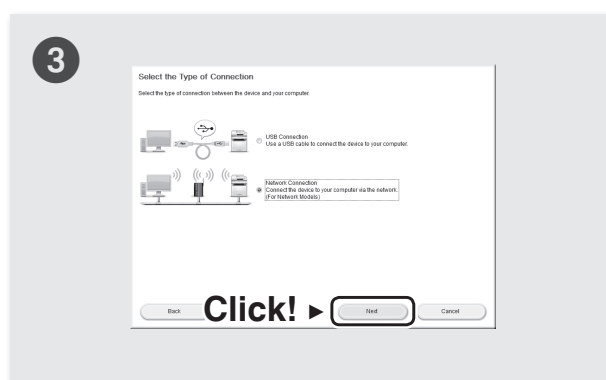 3
Select the Type of Connection
Select the type of connection between the device and your computer.
USB Connection
Use a USB cable to connect the device to your computer.
Network Connection
Connect the device to your computer via the network.
(For Network Models)
Back
Click! ►
Next
Cancel